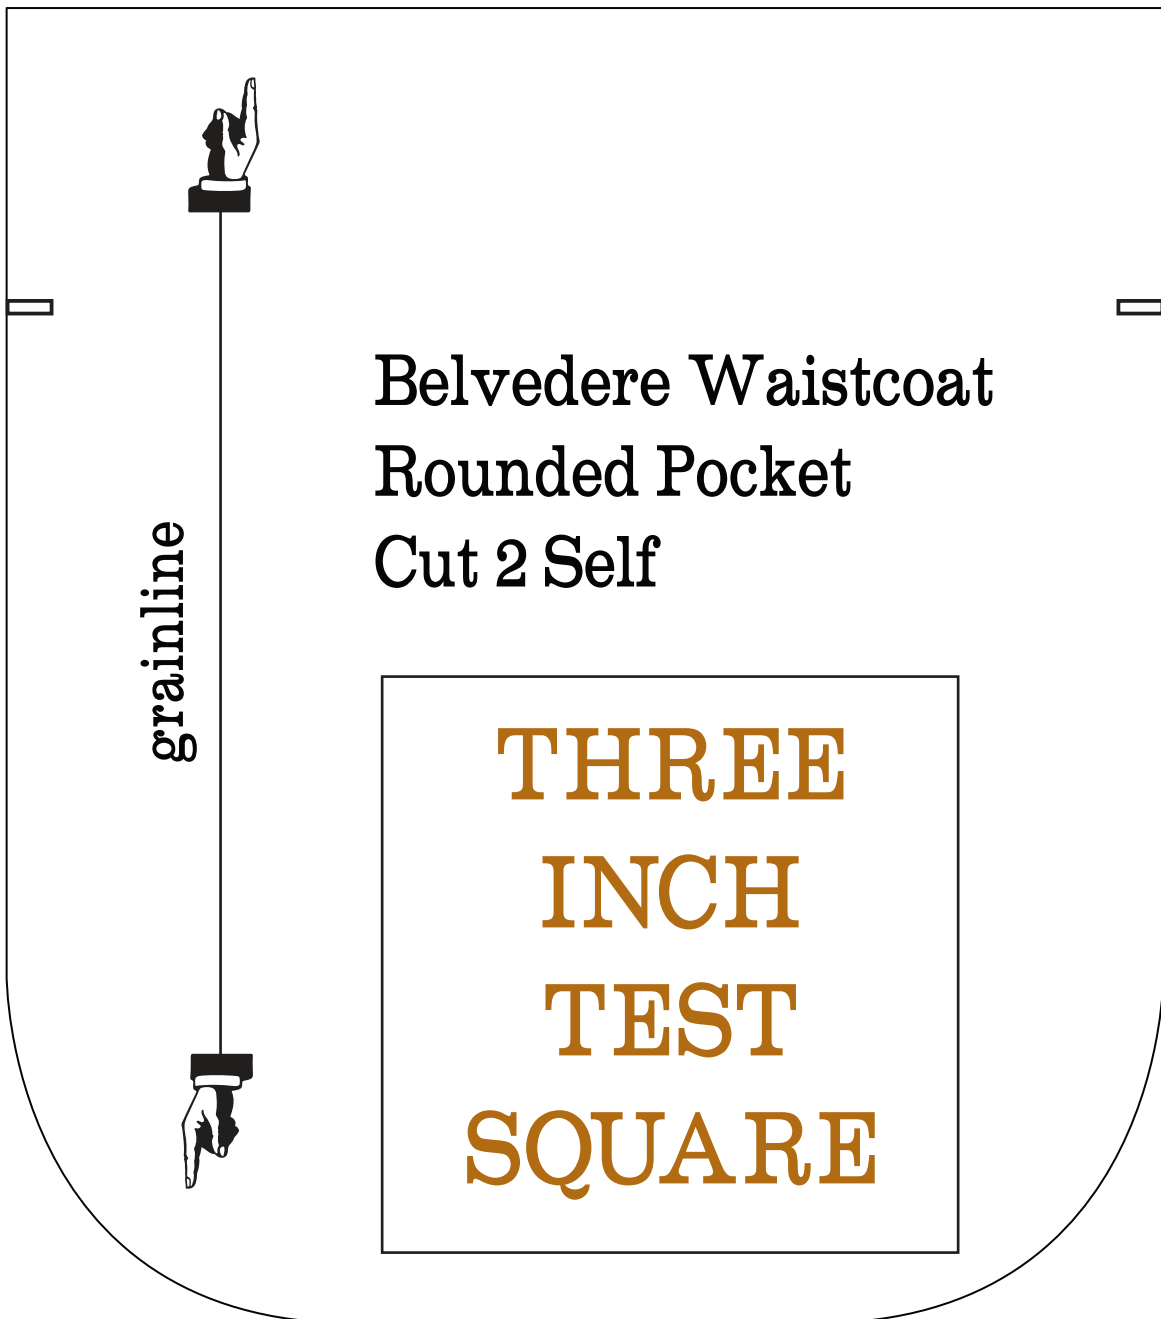 Belvedere Waistcoat
Rounded Pocket
Cut 2 Self
grainline
THREE
INCH
TEST
SQUARE